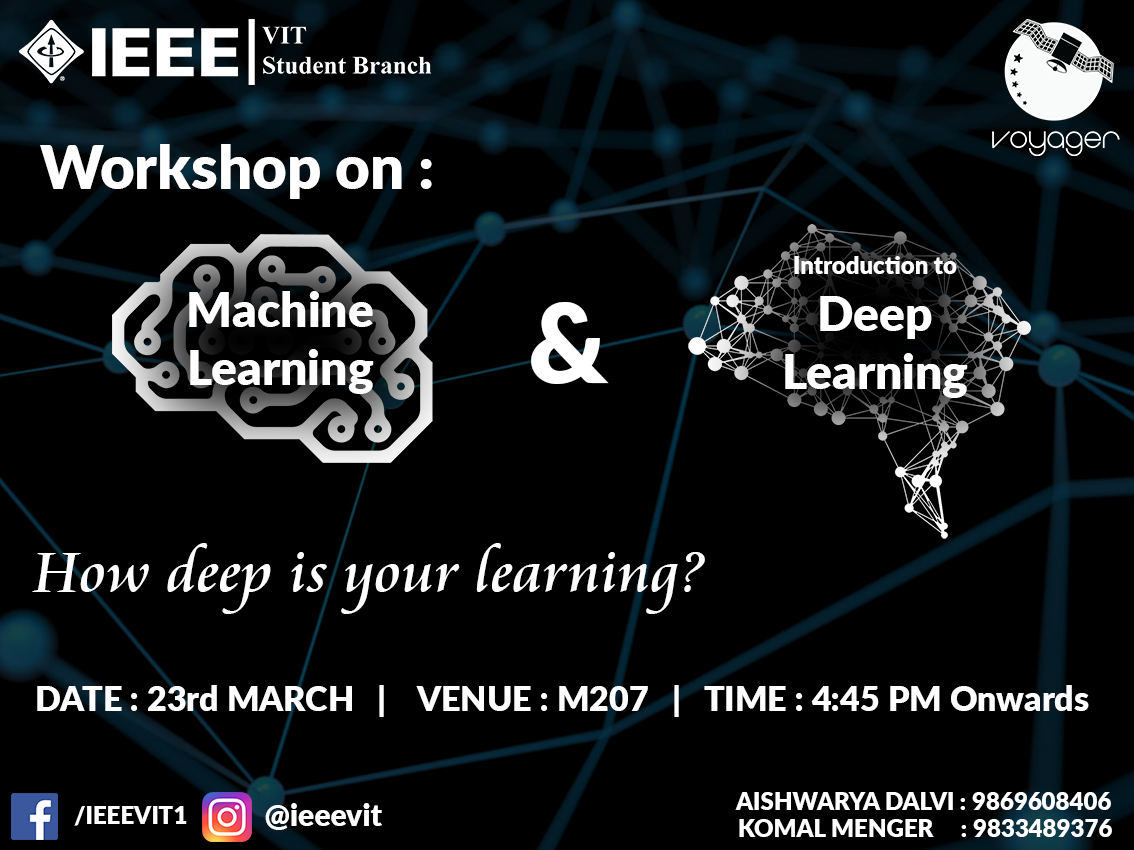 IEEE
VIT
Student Branch
voyager
Workshop on :
Machine
Learning
&
Introduction to
Deep
Learning
How deep is your learning?
DATE : 23rd MARCH | VENUE : M207 | TIME : 4:45 PM Onwards
/IEEEVIT1
@ieeevit
AISHWARYA DALVI : 9869608406
KOMAL MENGER : 9833489376